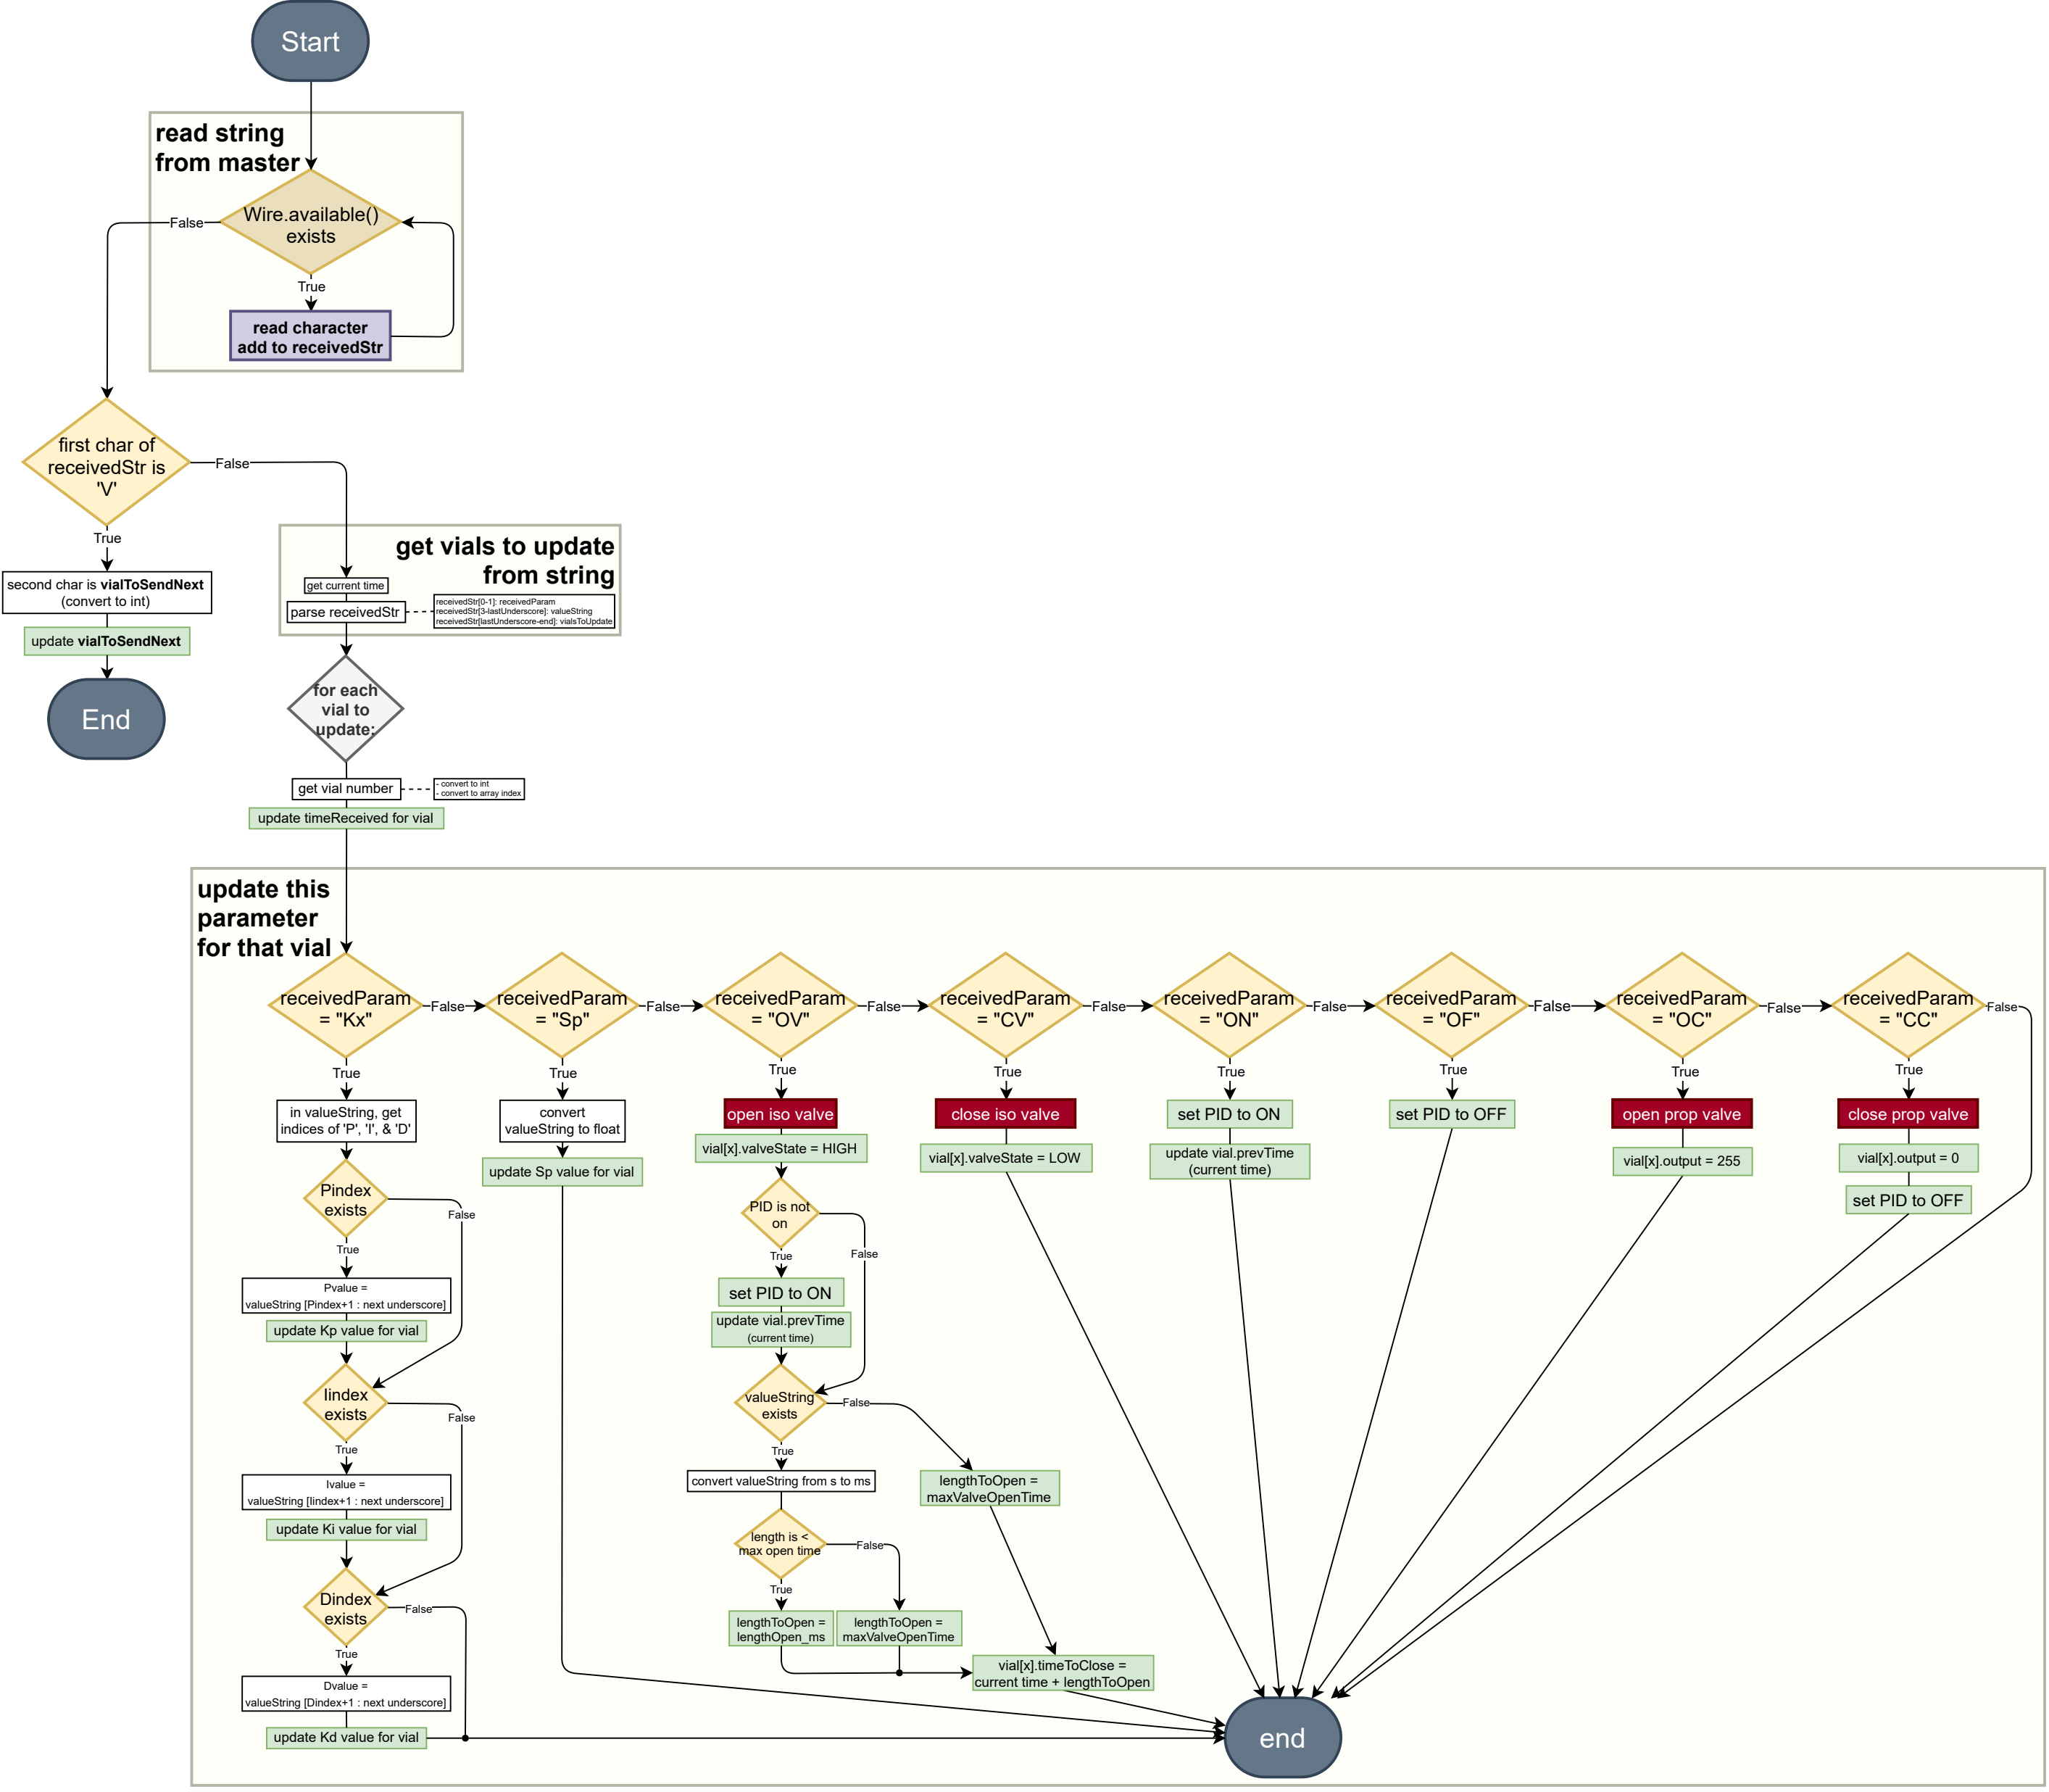 Start
read string
from master
Wire.available()
exists
False
True
read character
add to receivedStr
first char of
receivedStr is
'V'
False
True
second char is vialToSendNext
(convert to int)
update vialToSendNext
End
get vials to update
from string
get current time
parse receivedStr
receivedStr[0-1]: receivedParam
receivedStr[3-lastUnderscore]: valueString
receivedStr[lastUnderscore-end]: vialsToUpdate
for each
vial to
update:
get vial number
- convert to int
- convert to array index
update timeReceived for vial
update this
parameter
for that vial
receivedParam
= "Kx"
False
True
in valueString, get
indices of 'P', 'I', & 'D'
Pindex
exists
False
True
Pvalue =
valueString [Pindex+1 : next underscore]
update Kp value for vial
Iindex
exists
False
True
Ivalue =
valueString [Iindex+1 : next underscore]
update Ki value for vial
Dindex
exists
False
True
Dvalue =
valueString [Dindex+1 : next underscore]
update Kd value for vial
receivedParam
= "Sp"
False
True
convert
valueString to float
update Sp value for vial
receivedParam
= "OV"
False
True
open iso valve
vial[x].valveState = HIGH
PID is not
on
False
True
set PID to ON
update vial.prevTime
(current time)
valueString
exists
False
True
convert valueString from s to ms
lengthToOpen =
maxValveOpenTime
length is <
max open time
False
True
lengthToOpen =
lengthOpen_ms
lengthToOpen =
maxValveOpenTime
vial[x].timeToClose =
current time + lengthToOpen
receivedParam
= "CV"
False
True
close iso valve
vial[x].valveState = LOW
receivedParam
= "ON"
False
True
set PID to ON
update vial.prevTime
(current time)
receivedParam
= "OF"
False
True
set PID to OFF
receivedParam
= "OC"
False
True
open prop valve
vial[x].output = 255
receivedParam
= "CC"
False
True
close prop valve
vial[x].output = 0
set PID to OFF
end